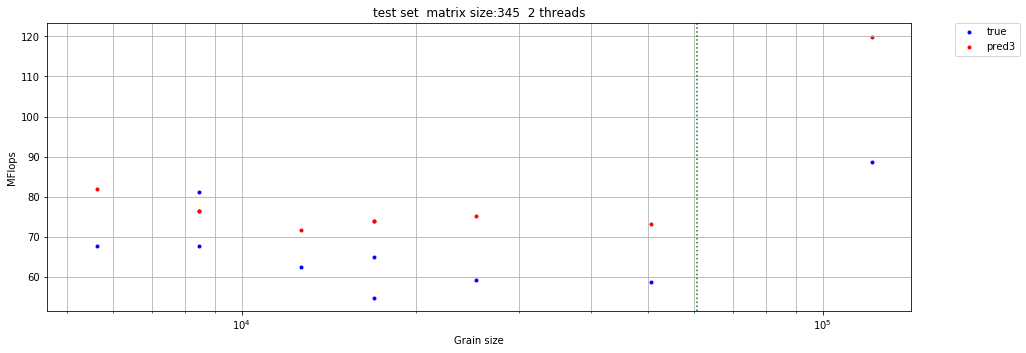 test set  matrix size:345  2 threads
true
pred3
120
110
100
90
80
70
60
MFlops
10^4
10^5
Grain size